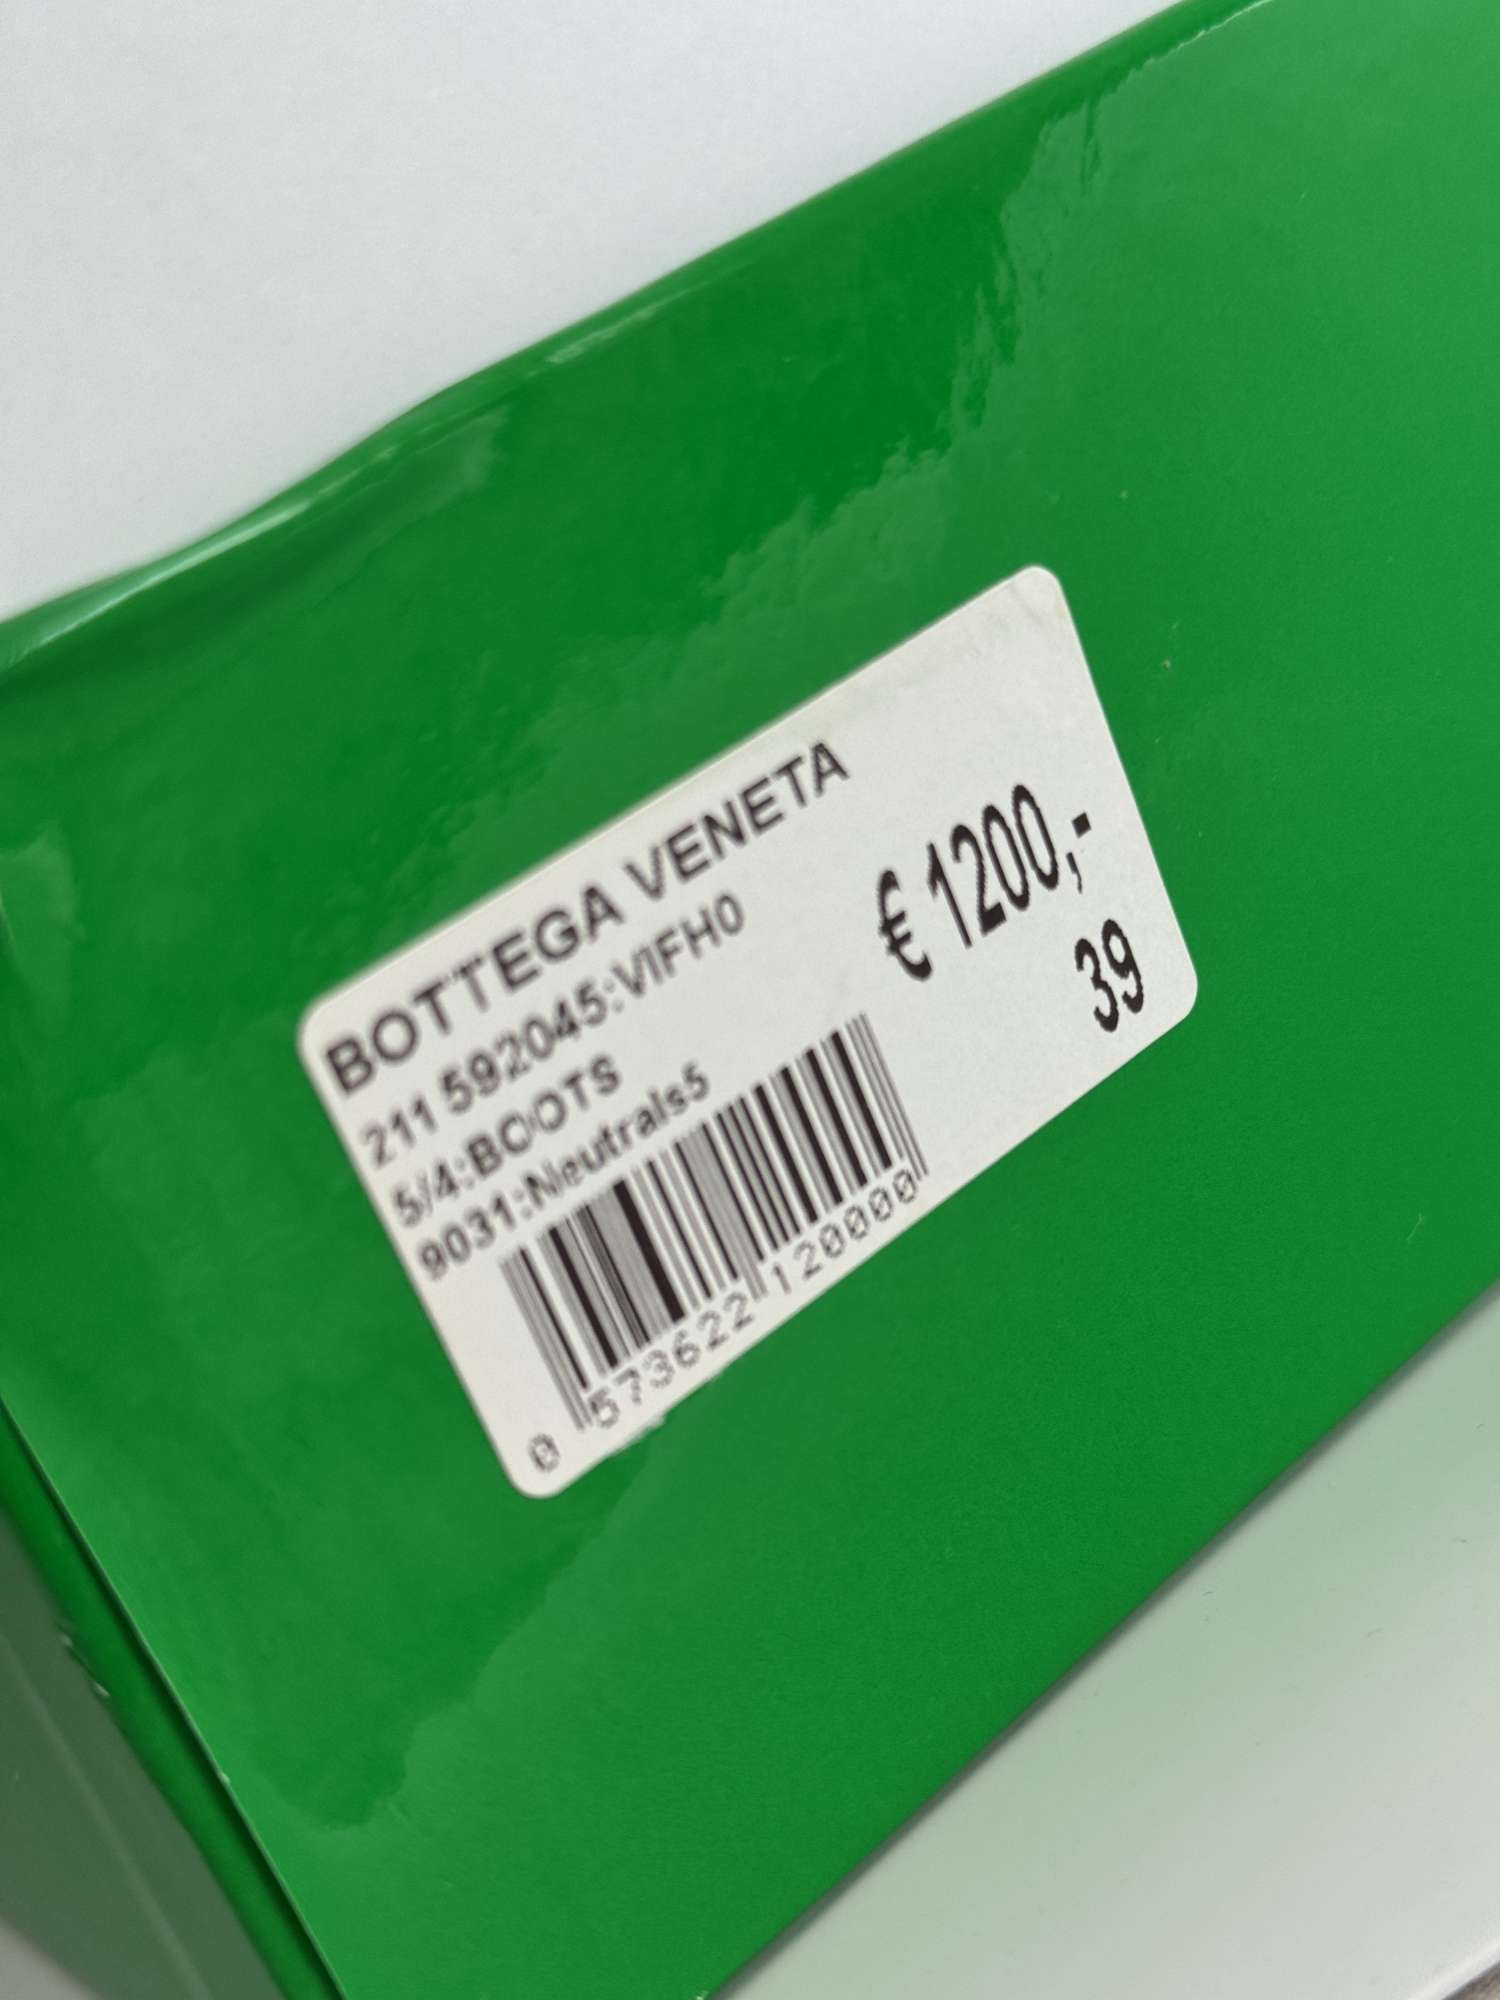 BOTTEGA VENETA
211 592045:VIFH0
5/4:BOOTS
9031:Neutrals5
€ 1200,-
39
0 573622 120000